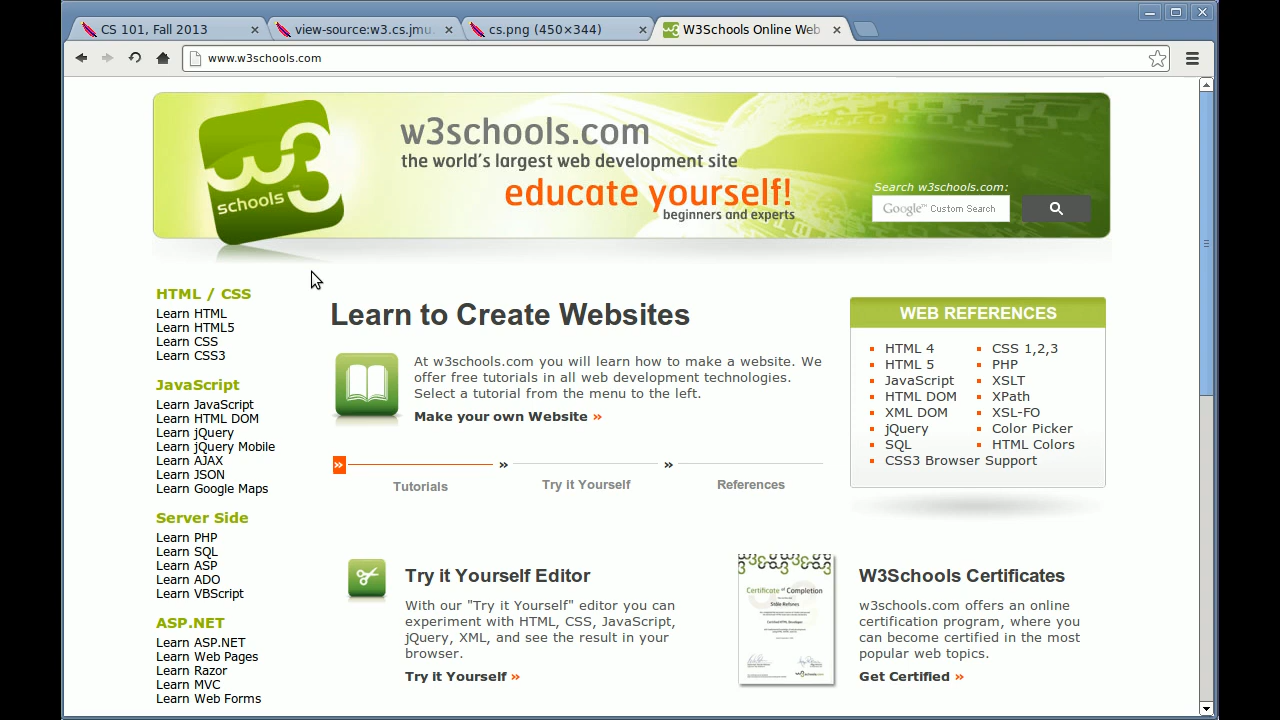 CS 101, Fall 2013
view-source:w3.cs.jmu.
cs.png (450×344)
W3Schools Online Web
www.w3schools.com
w3 schools
w3schools.com
the world's largest web development site
educate yourself!
beginners and experts
Search w3schools.com:
Google™ Custom Search
HTML / CSS
Learn HTML
Learn HTML5
Learn CSS
Learn CSS3
JavaScript
Learn JavaScript
Learn HTML DOM
Learn jQuery
Learn jQuery Mobile
Learn AJAX
Learn JSON
Learn Google Maps
Server Side
Learn PHP
Learn SQL
Learn ASP
Learn ADO
Learn VBScript
ASP.NET
Learn ASP.NET
Learn Web Pages
Learn Razor
Learn MVC
Learn Web Forms
Learn to Create Websites
At w3schools.com you will learn how to make a website. We
offer free tutorials in all web development technologies.
Select a tutorial from the menu to the left.
Make your own Website »
» » »
Tutorials Try it Yourself References
Try it Yourself Editor
With our "Try it Yourself" editor you can
experiment with HTML, CSS, JavaScript,
jQuery, XML, and see the result in your
browser.
Try it Yourself »
Certificate of Completion
W3Schools Certificates
w3schools.com offers an online
certification program, where you
can become certified in the most
popular web topics.
Get Certified »
WEB REFERENCES
HTML 4 CSS 1,2,3
HTML 5 PHP
JavaScript XSLT
HTML DOM XPath
XML DOM XSL-FO
jQuery Color Picker
SQL HTML Colors
CSS3 Browser Support